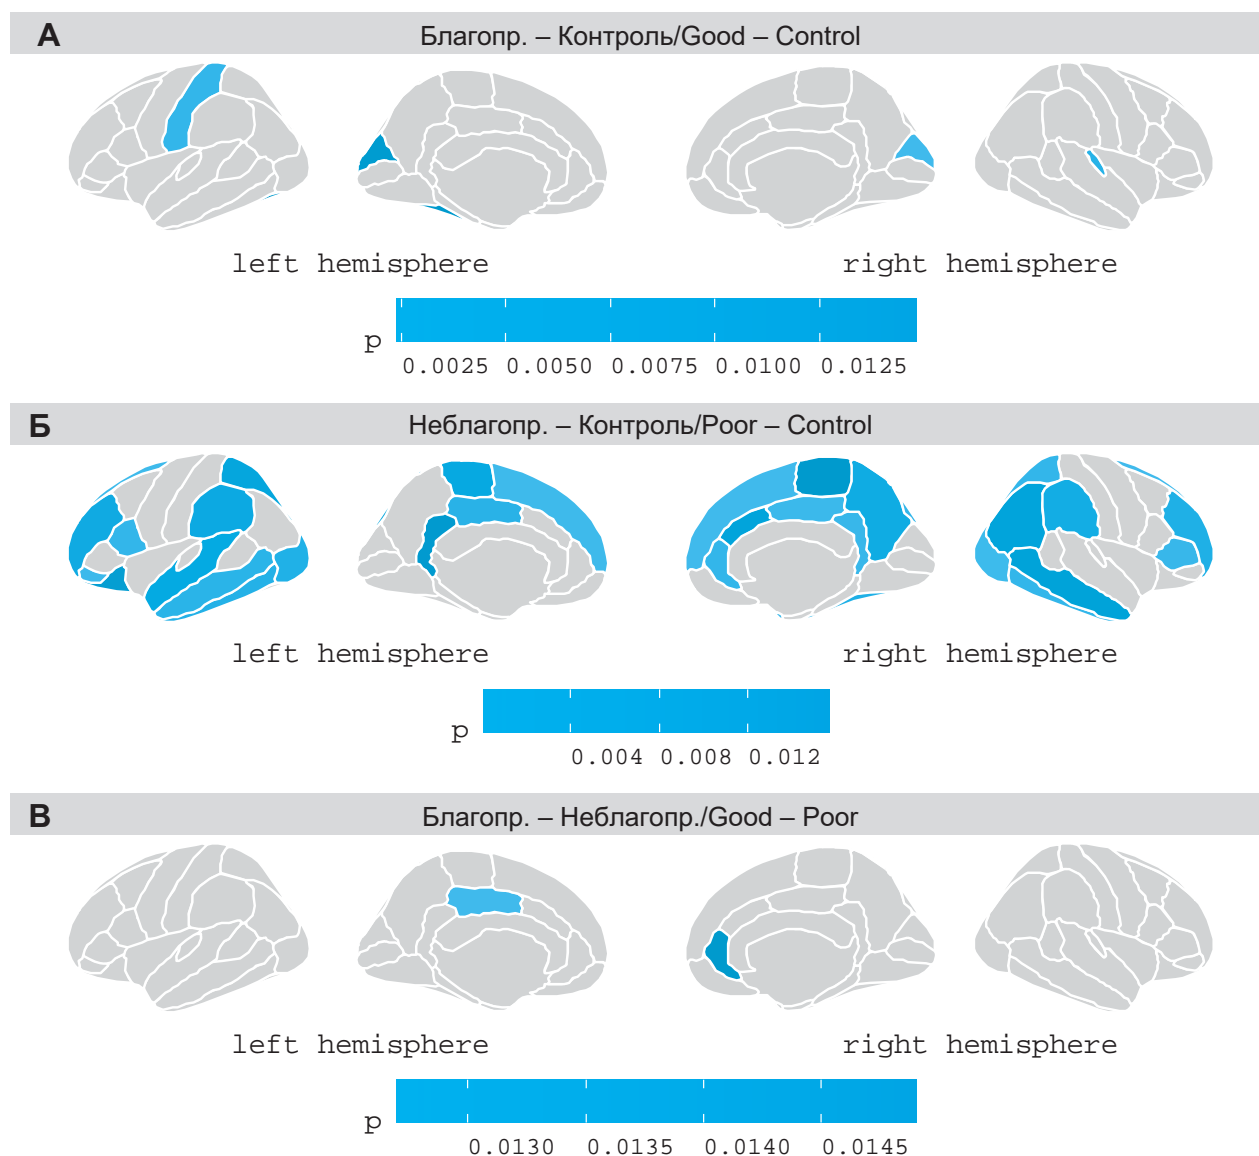 А Благопр. – Контроль/Good – Control
left hemisphere right hemisphere
p
0.0025 0.0050 0.0075 0.0100 0.0125
Б Неблагопр. – Контроль/Poor – Control
left hemisphere right hemisphere
p
0.004 0.008 0.012
В Благопр. – Неблагопр./Good – Poor
left hemisphere right hemisphere
p
0.0130 0.0135 0.0140 0.0145